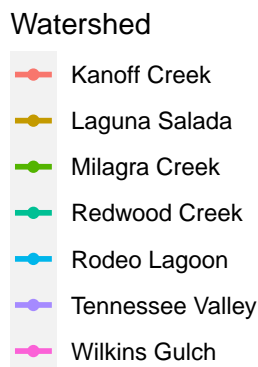 Watershed
Kanoff Creek
Laguna Salada
Milagra Creek
Redwood Creek
Rodeo Lagoon
Tennessee Valley
Wilkins Gulch